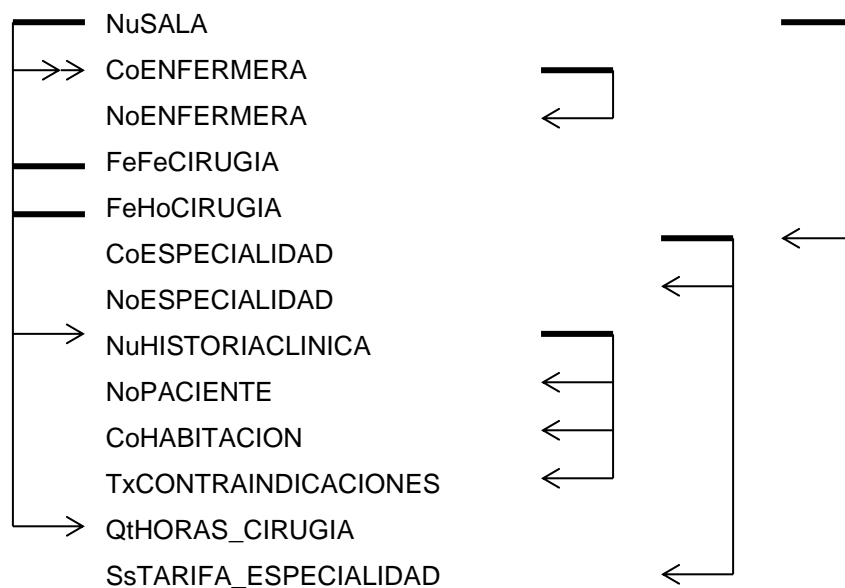 NuSALA
CoENFERMERA
NoENFERMERA
FeFeCIRUGIA
FeHoCIRUGIA
CoESPECIALIDAD
NoESPECIALIDAD
NuHISTORIACLINICA
NoPACIENTE
CoHABITACION
TxCONTRAINDICACIONES
QtHORAS_CIRUGIA
SsTARIFA_ESPECIALIDAD